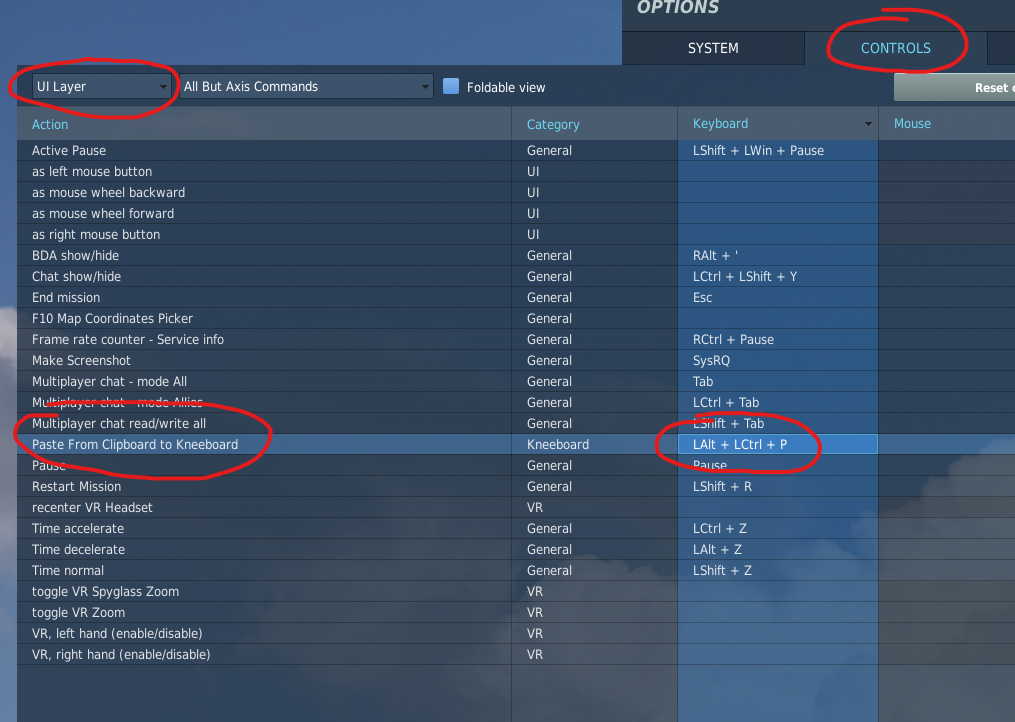 OPTIONS
SYSTEM CONTROLS
UI Layer All But Axis Commands Foldable view Reset
Action Category Keyboard Mouse
Active Pause General LShift + LWin + Pause
as left mouse button UI
as mouse wheel backward UI
as mouse wheel forward UI
as right mouse button UI
BDA show/hide General RAlt + '
Chat show/hide General LCtrl + LShift + Y
End mission General Esc
F10 Map Coordinates Picker General
Frame rate counter - Service info General RCtrl + Pause
Make Screenshot General SysRQ
Multiplayer chat - mode All General Tab
Multiplayer chat - mode Allies General LCtrl + Tab
Multiplayer chat read/write all General LShift + Tab
Paste From Clipboard to Kneeboard Kneeboard LAlt + LCtrl + P
Pause General Pause
Restart Mission General LShift + R
recenter VR Headset VR
Time accelerate General LCtrl + Z
Time decelerate General LAlt + Z
Time normal General LShift + Z
toggle VR Spyglass Zoom VR
toggle VR Zoom VR
VR, left hand (enable/disable) VR
VR, right hand (enable/disable) VR